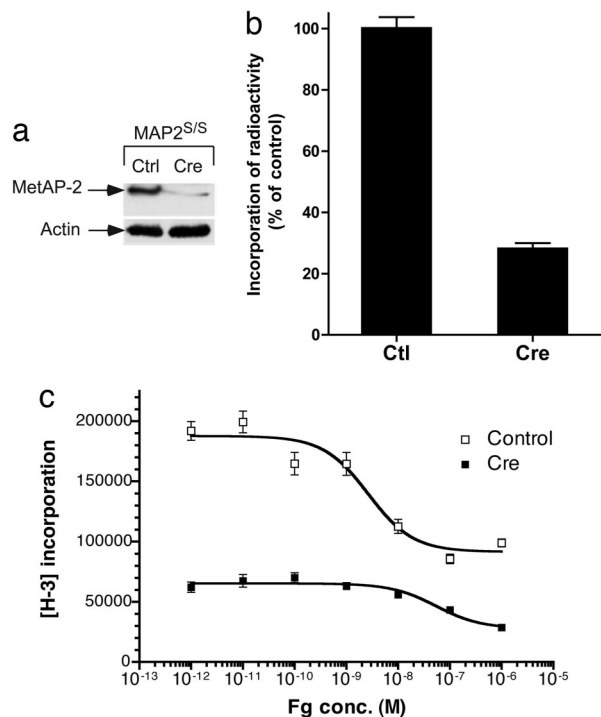 a
MAP2S/S
Ctrl Cre
MetAP-2
Actin
b
Incorporation of radioactivity
(% of control)
100
80
60
40
20
0
Ctl Cre
c
[H-3] incorporation
200000
150000
100000
50000
0
Control
Cre
10-13 10-12 10-11 10-10 10-9 10-8 10-7 10-6 10-5
Fg conc. (M)